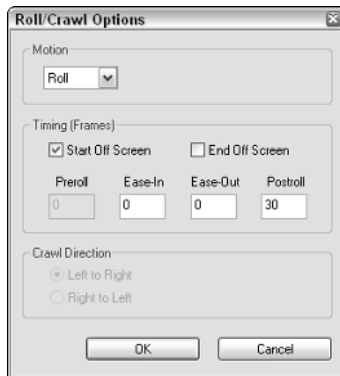 Roll/Crawl Options
Motion
Roll
Timing (Frames)
Start Off Screen End Off Screen
Preroll Ease-In Ease-Out Postroll
0 0 0 30
Crawl Direction
Left to Right
Right to Left
OK Cancel